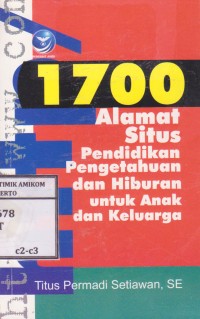 1700
Alamat
Situs
Pendidikan
Pengetahuan
dan Hiburan
untuk Anak
dan Keluarga
TIMIK AMIKOM
ERTO
678
T
c2-c3
Titus Permadi Setiawan, SE